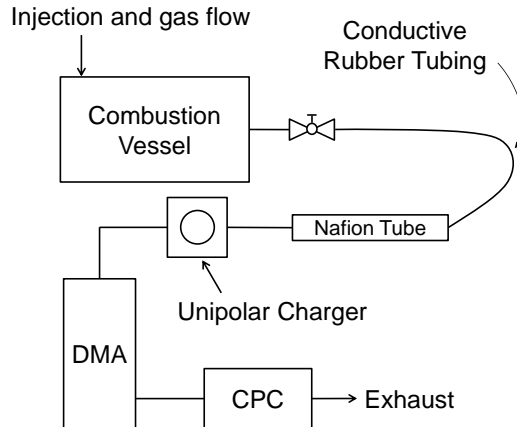 Injection and gas flow
Conductive
Rubber Tubing
Combustion
Vessel
Nafion Tube
Unipolar Charger
DMA
CPC
Exhaust